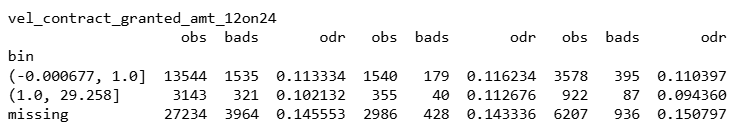 vel_contract_granted_amt_12on24
obs bads odr obs bads odr obs bads odr
bin
(-0.000677, 1.0] 13544 1535 0.113334 1540 179 0.116234 3578 395 0.110397
(1.0, 29.258] 3143 321 0.102132 355 40 0.112676 922 87 0.094360
missing 27234 3964 0.145553 2986 428 0.143336 6207 936 0.150797